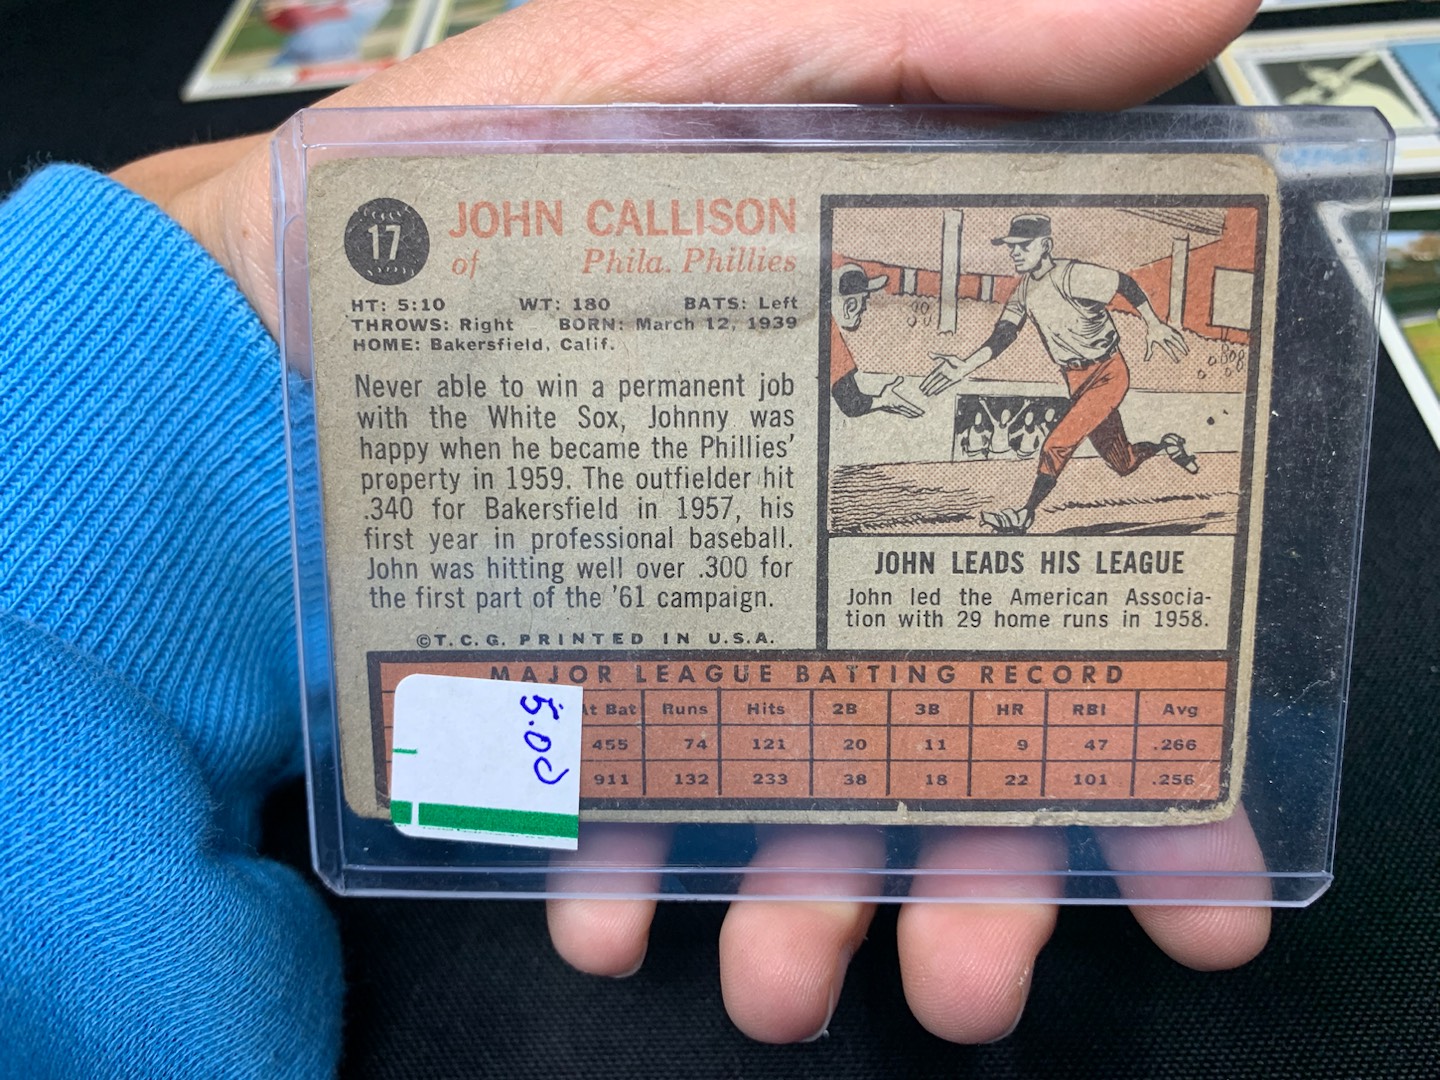 17
JOHN CALLISON
of Phila. Phillies
HT: 5:10 WT: 180 BATS: Left
THROWS: Right BORN: March 12, 1939
HOME: Bakersfield, Calif.
Never able to win a permanent job
with the White Sox, Johnny was
happy when he became the Phillies'
property in 1959. The outfielder hit
.340 for Bakersfield in 1957, his
first year in professional baseball.
John was hitting well over .300 for
the first part of the '61 campaign.
©T.C.G. PRINTED IN U.S.A.
JOHN LEADS HIS LEAGUE
John led the American Associa-
tion with 29 home runs in 1958.
MAJOR LEAGUE BATTING RECORD
At Bat Runs Hits 2B 3B HR RBI Avg
455 74 121 20 11 9 47 .266
911 132 233 38 18 22 101 .256
5.00